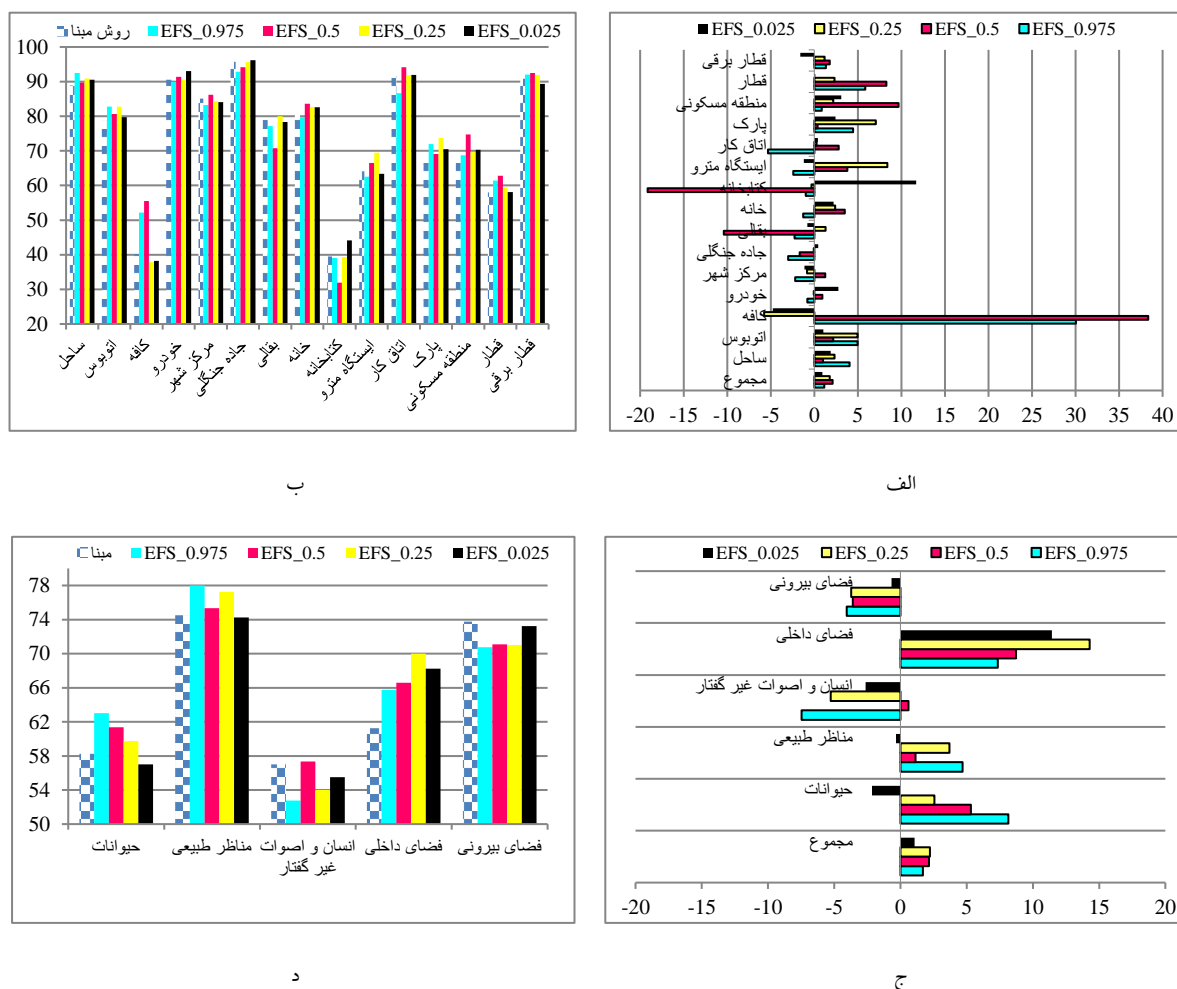 روش مبنا EFS_0.975 EFS_0.5 EFS_0.25 EFS_0.025
100
90
80
70
60
50
40
30
20
ساحل
اتوبوس
کافه
خودرو
مرکز شهر
جاده جنگلی
بقالی
خانه
کتابخانه
ایستگاه مترو
اتاق کار
پارک
منطقه مسکونی
قطار
قطار برقی
ب
EFS_0.025 EFS_0.25 EFS_0.5 EFS_0.975
قطار برقی
قطار
منطقه مسکونی
پارک
اتاق کار
ایستگاه مترو
کتابخانه
خانه
بقالی
جاده جنگلی
مرکز شهر
خودرو
کافه
اتوبوس
ساحل
مجموع
-20 -15 -10 -5 0 5 10 15 20 25 30 35 40
الف
مبنا EFS_0.975 EFS_0.5 EFS_0.25 EFS_0.025
78
74
70
66
62
58
54
50
حیوانات
مناظر طبیعی
انسان و اصوات
غیر گفتار
فضای داخلی
فضای بیرونی
د
EFS_0.025 EFS_0.25 EFS_0.5 EFS_0.975
فضای بیرونی
فضای داخلی
انسان و اصوات غیر گفتار
مناظر طبیعی
حیوانات
مجموع
-20 -15 -10 -5 0 5 10 15 20
ج